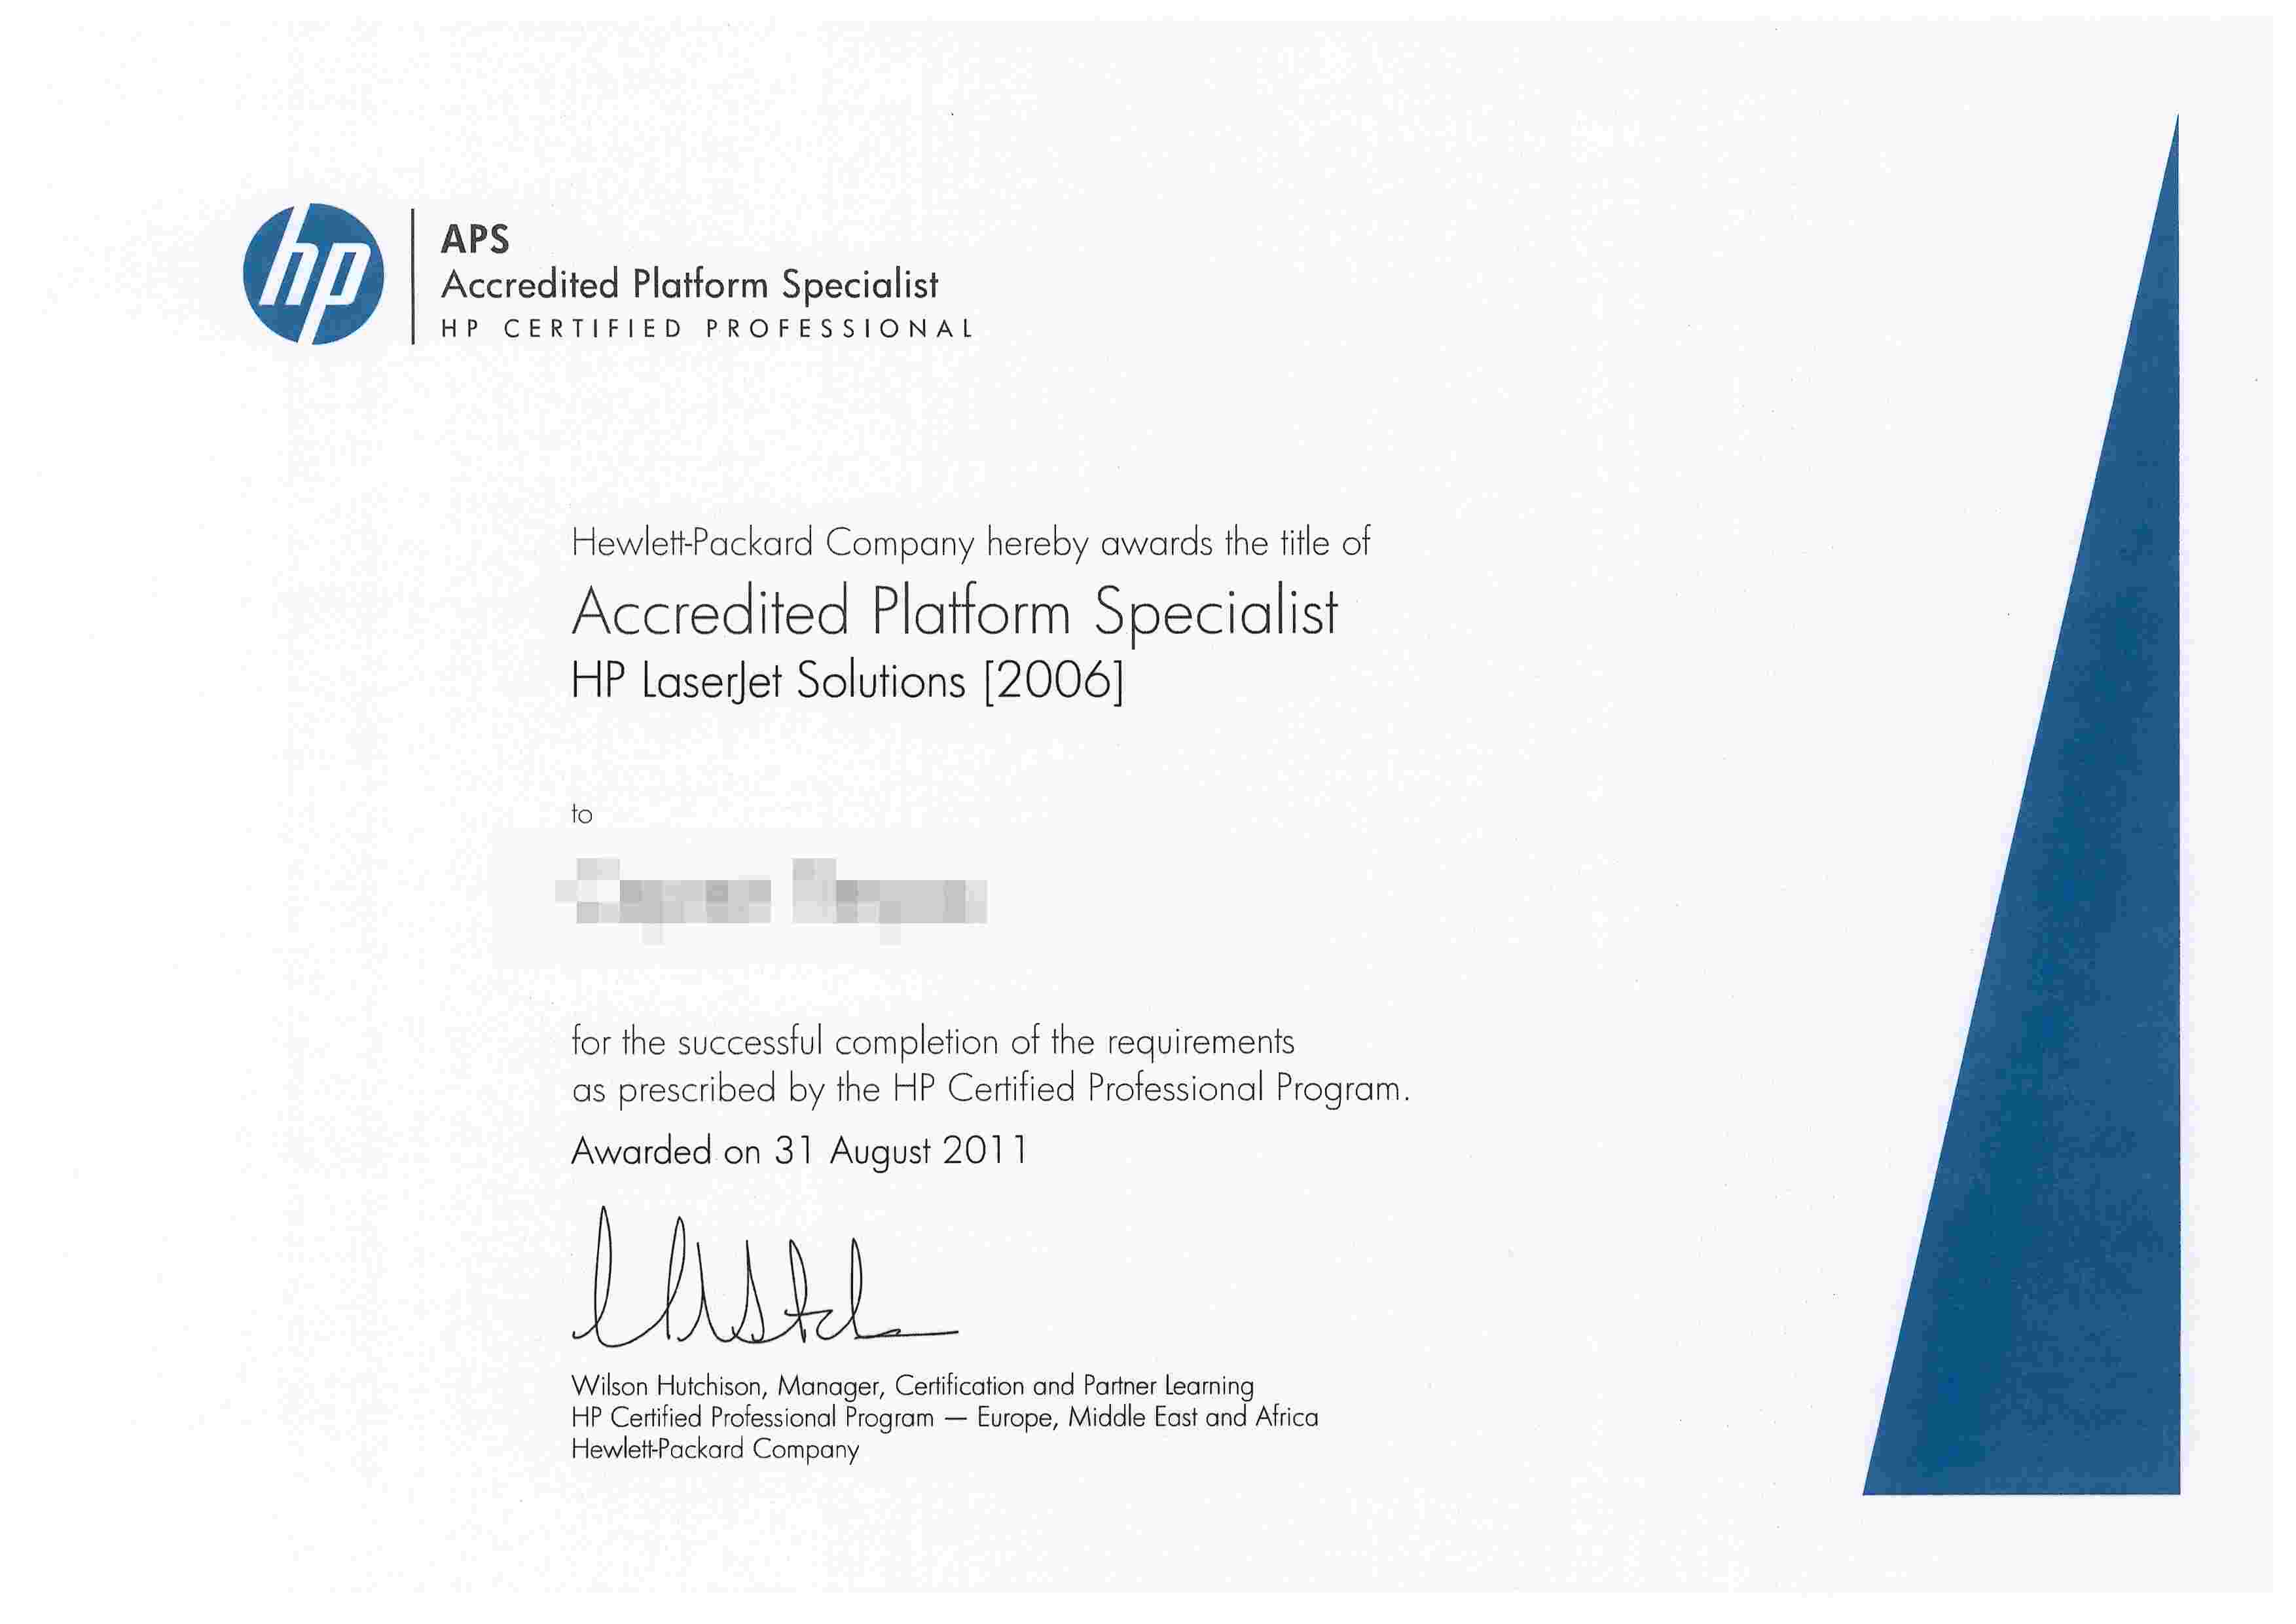 hp
APS
Accredited Platform Specialist
HP CERTIFIED PROFESSIONAL
Hewlett-Packard Company hereby awards the title of
Accredited Platform Specialist
HP LaserJet Solutions [2006]
to
for the successful completion of the requirements
as prescribed by the HP Certified Professional Program.
Awarded on 31 August 2011
Wilson Hutchison, Manager, Certification and Partner Learning
HP Certified Professional Program — Europe, Middle East and Africa
Hewlett-Packard Company